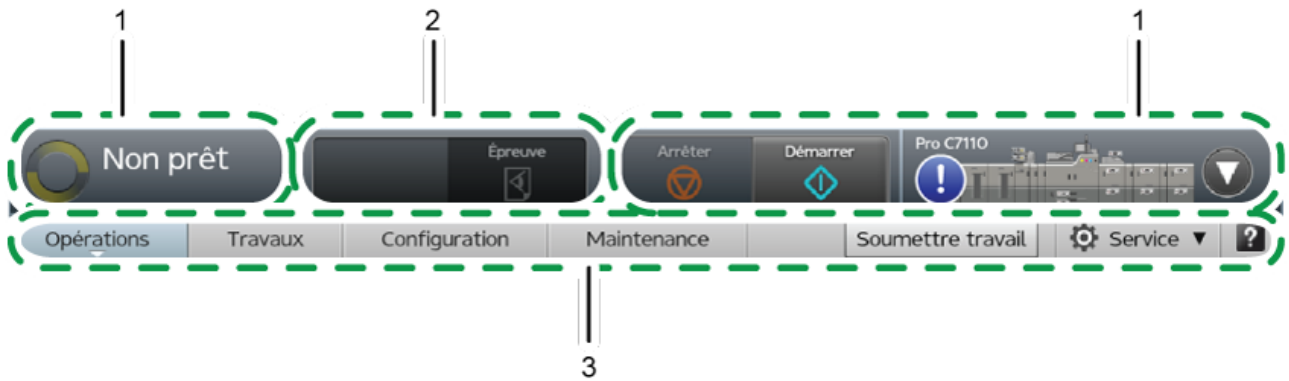 1 2 1
Non prêt
Épreuve
Arrêter
Démarrer
Pro C7110
Opérations Travaux Configuration Maintenance Soumettre travail Service ?
3